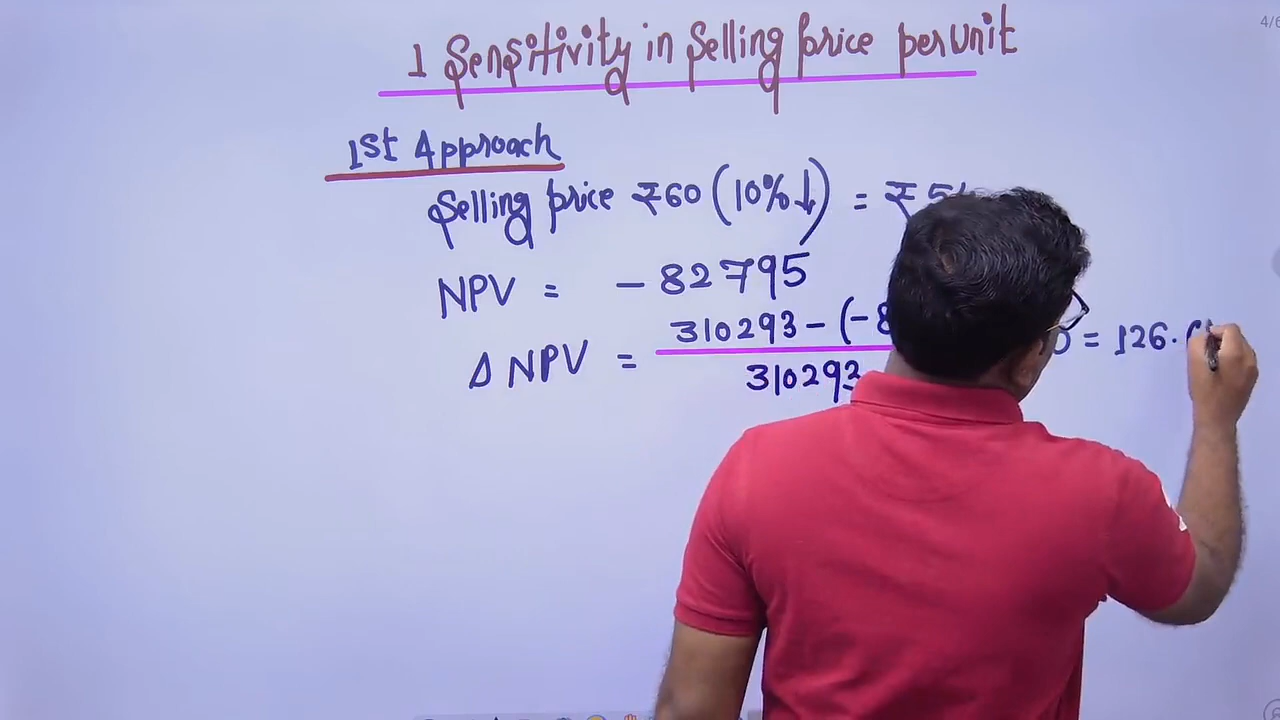 4/6
1 Sensitivity in Selling price per unit
1st Approach
Selling price ₹60 (10%↓) = ₹5
NPV = - 82795
Δ NPV = 310293 - (-8 0 = 126.
310293